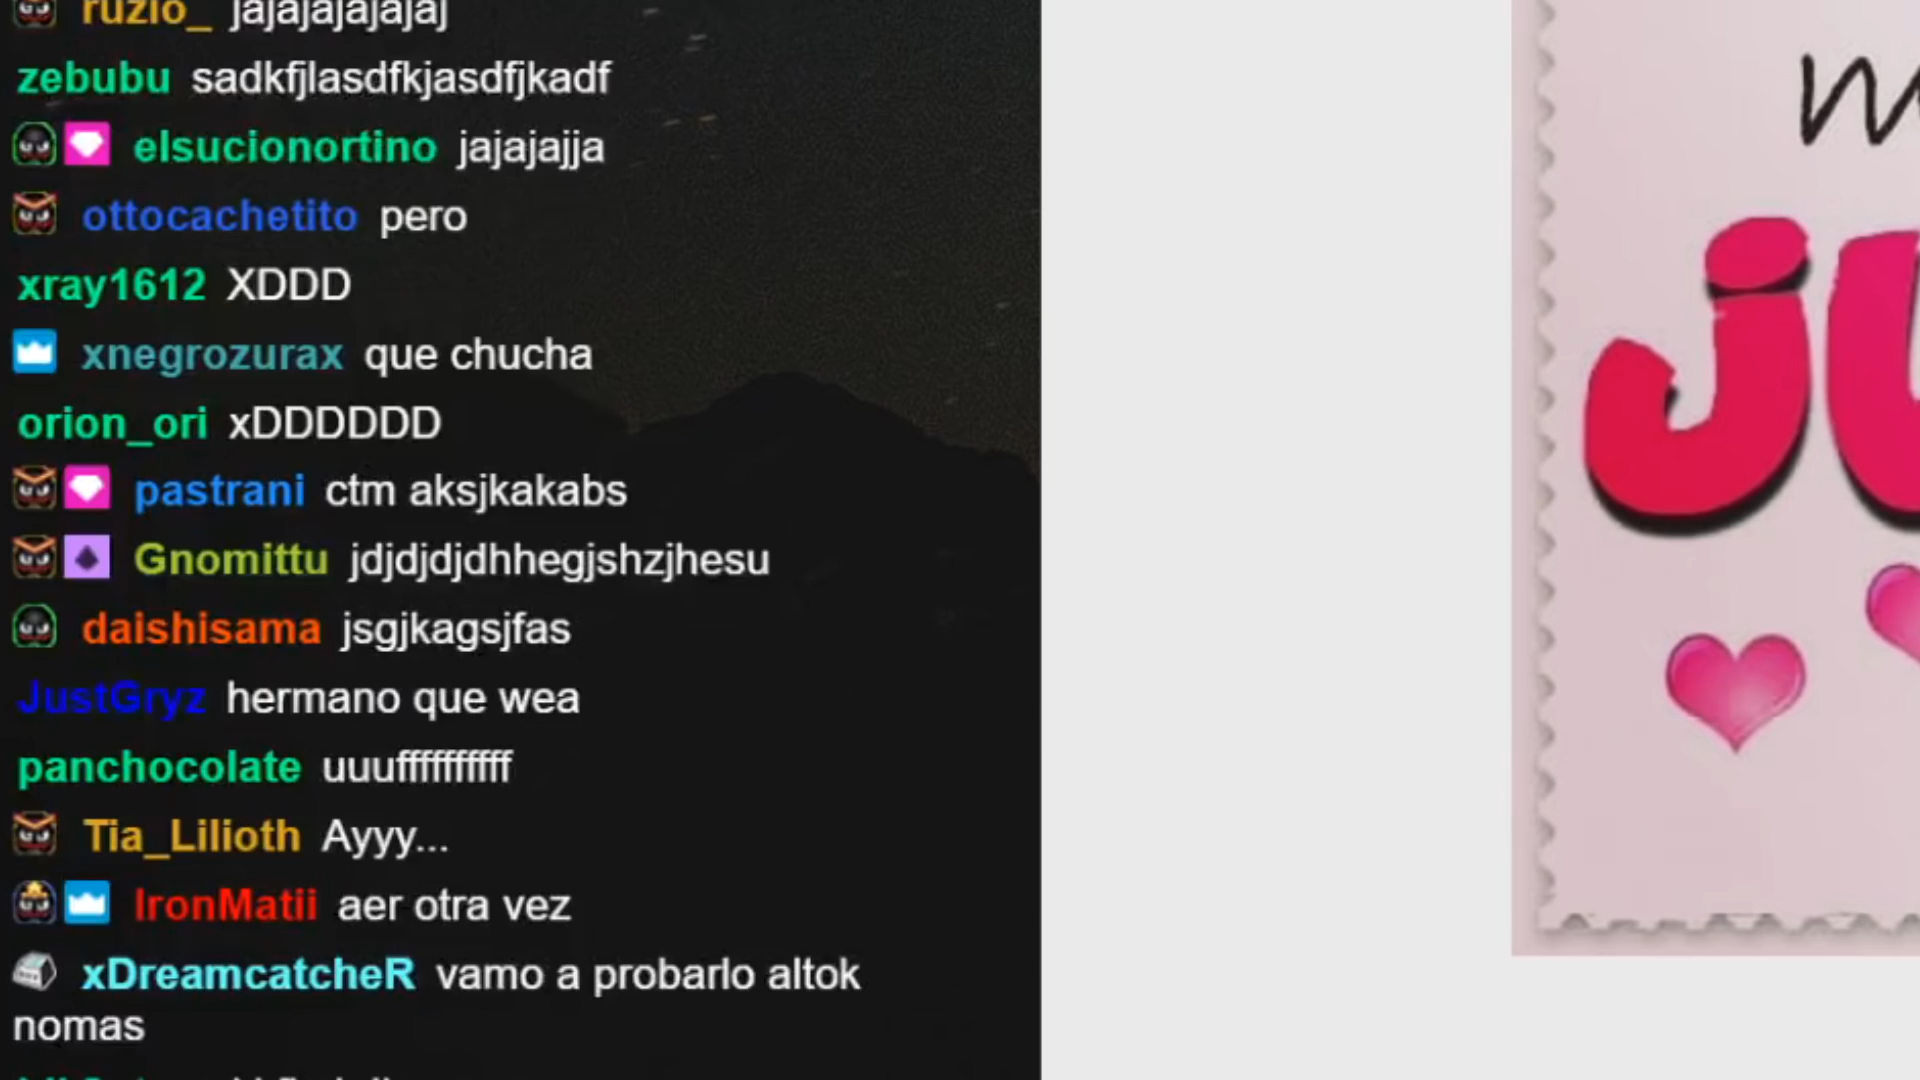 ruzio_ jajajajajajaj
zebubu sadkfjlasdfkjasdfjkadf
elsucionortino jajajajja
ottocachetito pero
xray1612 XDDD
xnegrozurax que chucha
orion_ori xDDDDDD
pastrani ctm aksjkakabs
Gnomittu jdjdjdjdhhegjshzjhesu
daishisama jsgjkagsjfas
JustGryz hermano que wea
panchocolate uuuffffffffff
Tia_Lilioth Ayyy...
IronMatii aer otra vez
xDreamcatcheR vamo a probarlo altok
nomas